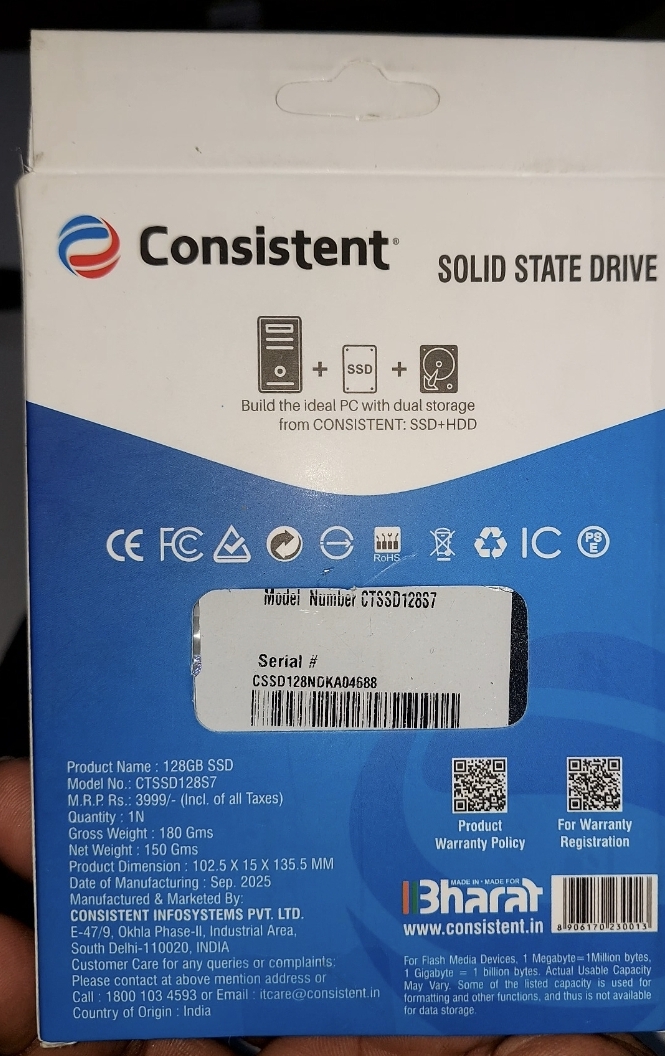 Consistent®
SOLID STATE DRIVE
+ SSD +
Build the ideal PC with dual storage
from CONSISTENT: SSD+HDD
CE FC RoHS IC PS E
Model Number CTSSD128S7
Serial #
CSSD128NDKA04688
Product Name : 128GB SSD
Model No.: CTSSD128S7
M.R.P. Rs.: 3999/- (Incl. of all Taxes)
Quantity : 1N
Gross Weight : 180 Gms
Net Weight : 150 Gms
Product Dimension : 102.5 X 15 X 135.5 MM
Date of Manufacturing : Sep. 2025
Manufactured & Marketed By:
CONSISTENT INFOSYSTEMS PVT. LTD.
E-47/9, Okhla Phase-II, Industrial Area,
South Delhi-110020, INDIA
Customer Care for any queries or complaints:
Please contact at above mention address or
Call : 1800 103 4593 or Email : itcare@consistent.in
Country of Origin : India
Product
Warranty Policy
For Warranty
Registration
MADE IN • MADE FOR
Bharat
www.consistent.in
8 906170 230013
For Flash Media Devices, 1 Megabyte=1Million bytes,
1 Gigabyte = 1 billion bytes. Actual Usable Capacity
May Vary. Some of the listed capacity is used for
formatting and other functions, and thus is not available
for data storage.